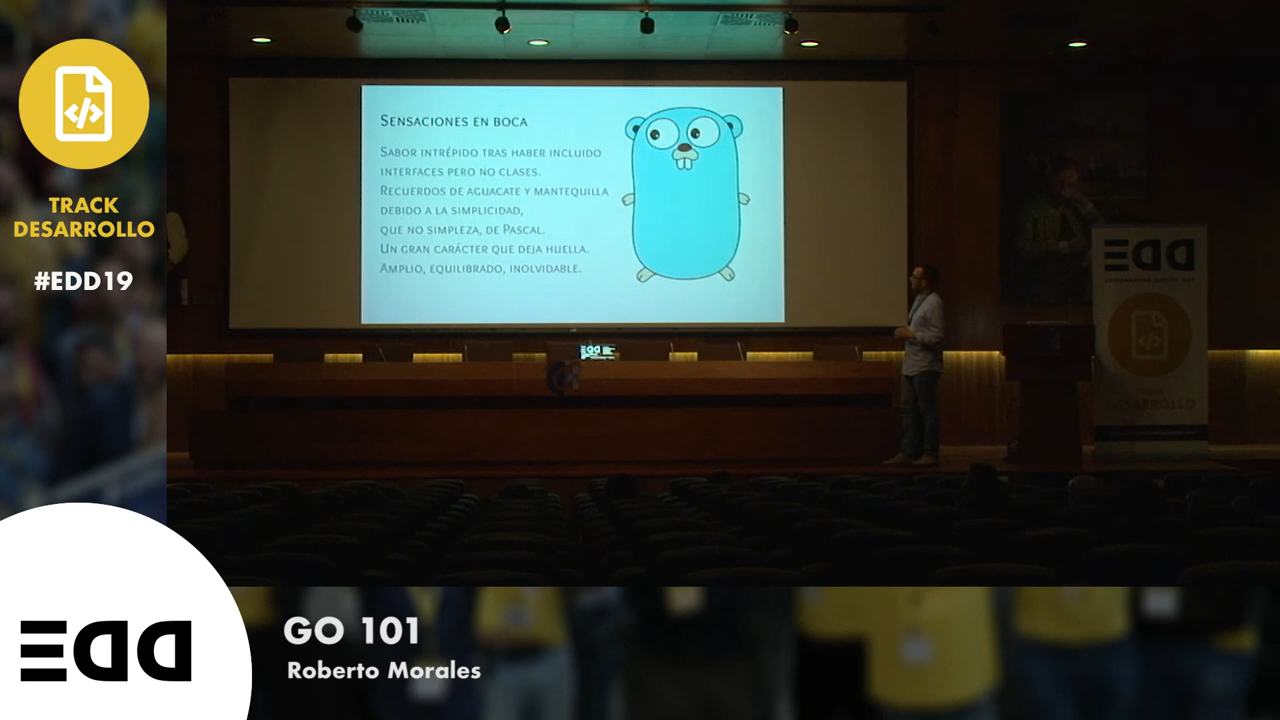 TRACK
DESARROLLO
#EDD19
SENSACIONES EN BOCA
SABOR INTRÉPIDO TRAS HABER INCLUIDO
INTERFACES PERO NO CLASES.
RECUERDOS DE AGUACATE Y MANTEQUILLA
DEBIDO A LA SIMPLICIDAD,
QUE NO SIMPLEZA, DE PASCAL.
UN GRAN CARÁCTER QUE DEJA HUELLA.
AMPLIO, EQUILIBRADO, INOLVIDABLE.
EDD
EDD
DESARROLLO
EDD
GO 101
Roberto Morales